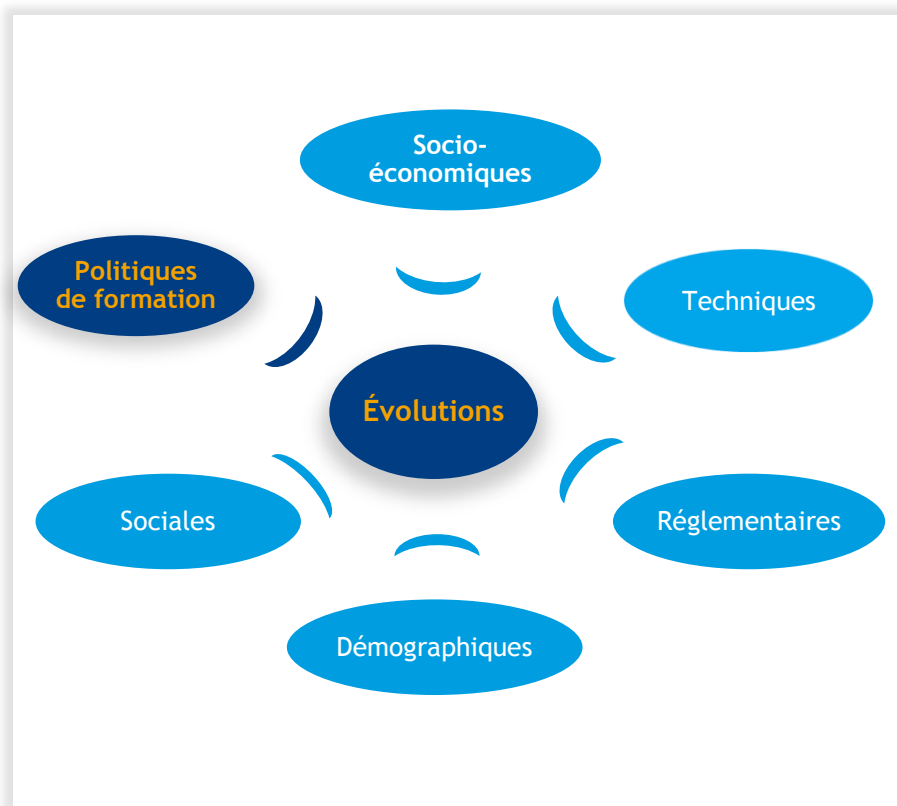 Socio-
économiques
Politiques
de formation
Techniques
Évolutions
Sociales
Réglementaires
Démographiques